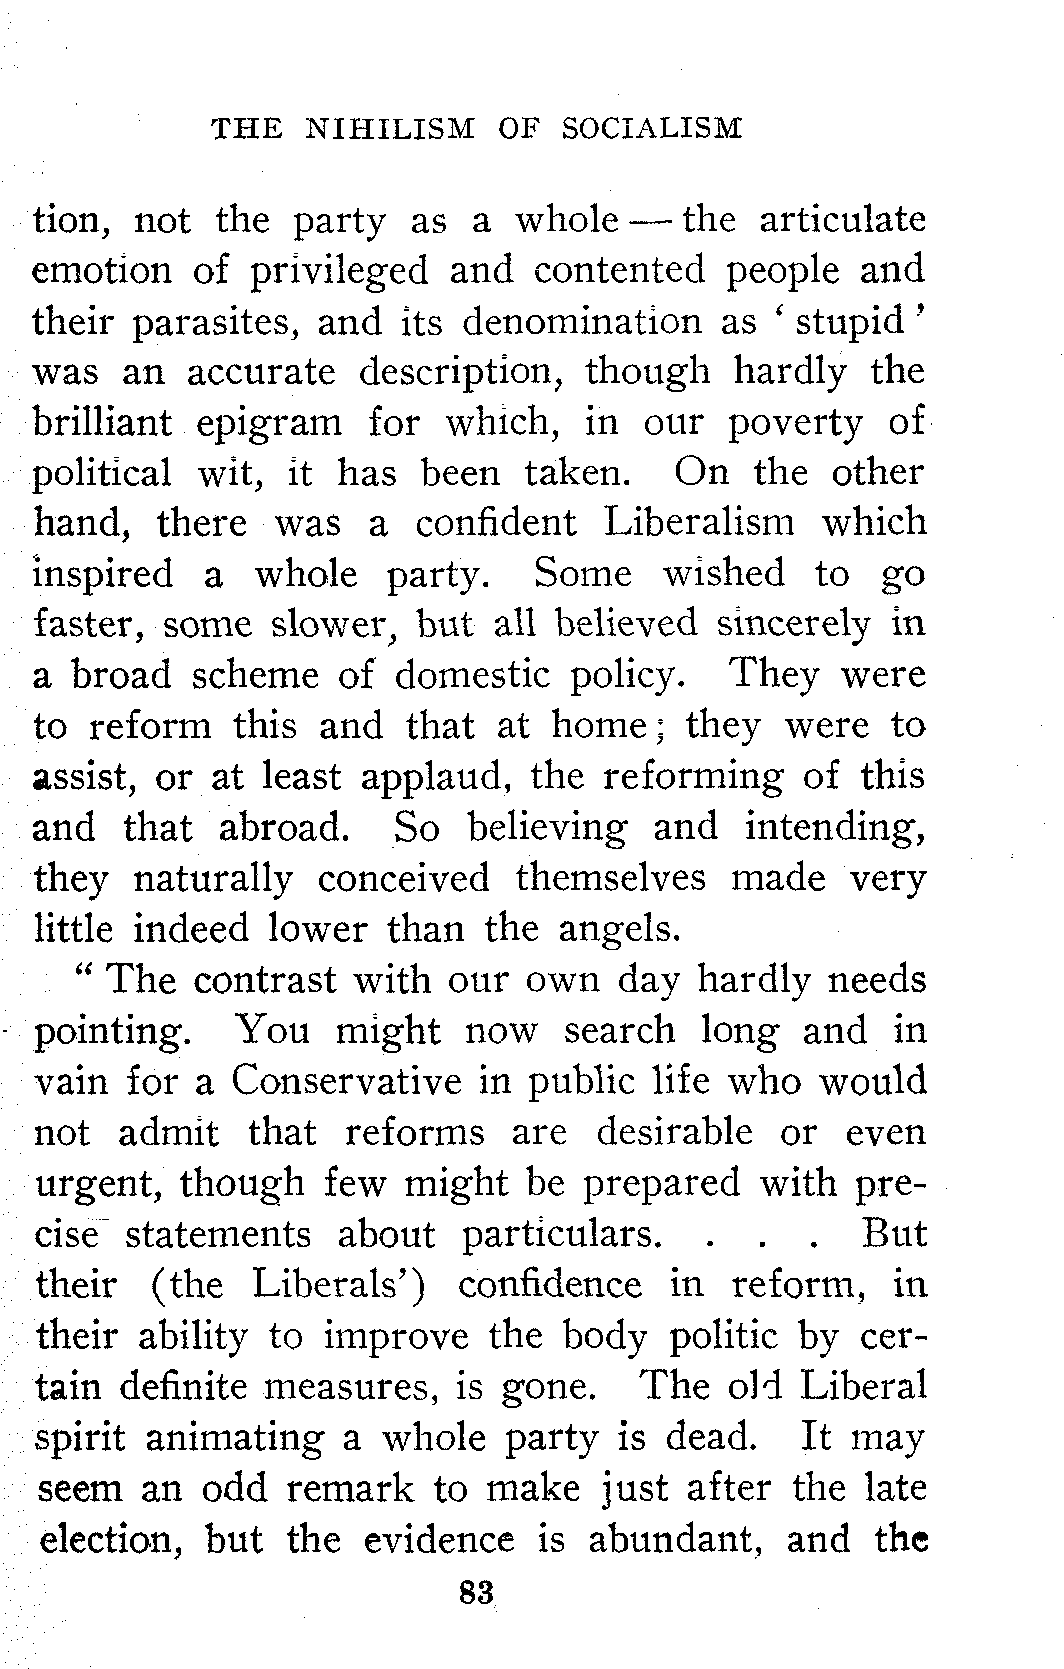 THE NIHILISM OF SOCIALISM
tion, not the party as a whole — the articulate
emotion of privileged and contented people and
their parasites, and its denomination as ‘ stupid ’
was an accurate description, though hardly the
brilliant epigram for which, in our poverty of
political wit, it has been taken. On the other
hand, there was a confident Liberalism which
inspired a whole party. Some wished to go
faster, some slower, but all believed sincerely in
a broad scheme of domestic policy. They were
to reform this and that at home; they were to
assist, or at least applaud, the reforming of this
and that abroad. So believing and intending,
they naturally conceived themselves made very
little indeed lower than the angels.
“ The contrast with our own day hardly needs
pointing. You might now search long and in
vain for a Conservative in public life who would
not admit that reforms are desirable or even
urgent, though few might be prepared with pre-
cise statements about particulars. . . . But
their (the Liberals’) confidence in reform, in
their ability to improve the body politic by cer-
tain definite measures, is gone. The old Liberal
spirit animating a whole party is dead. It may
seem an odd remark to make just after the late
election, but the evidence is abundant, and the
83